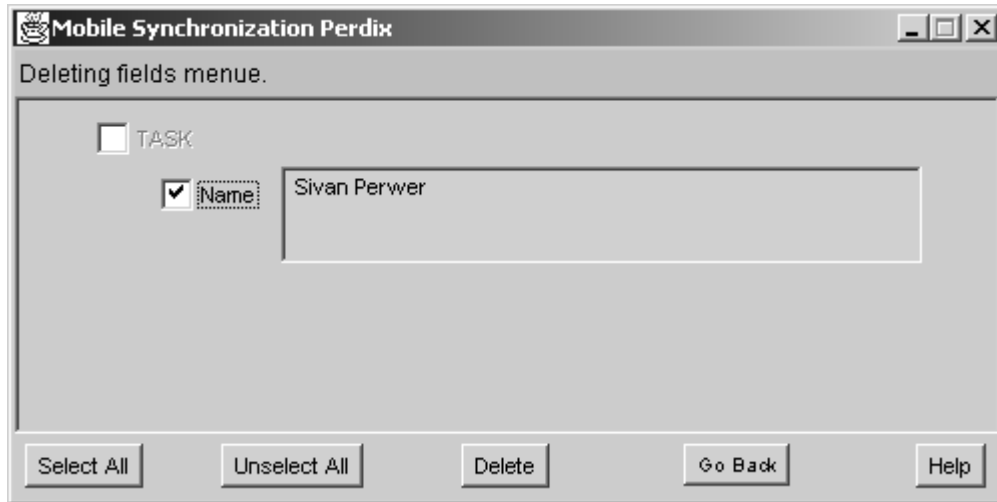 Mobile Synchronization Perdix
Deleting fields menue.
TASK
Name Sivan Perwer
Select All Unselect All Delete Go Back Help